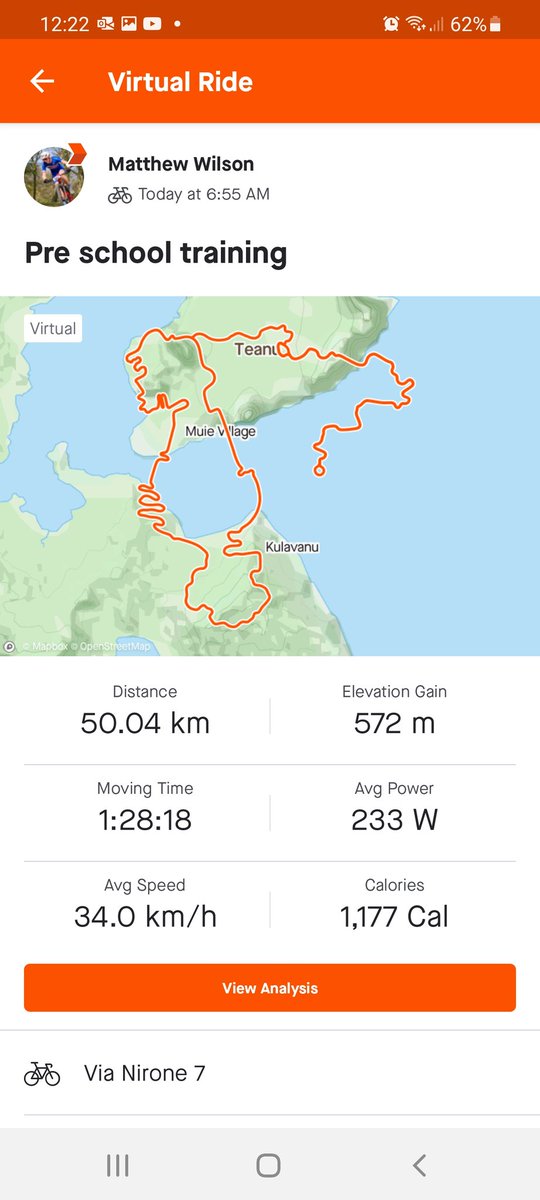 12:22
62%
Virtual Ride
Matthew Wilson
Today at 6:55 AM
Pre school training
Virtual
Teanu
Muie Village
Kulavanu
© Mapbox © OpenStreetMap
Distance
Elevation Gain
50.04 km
572 m
Moving Time
Avg Power
1:28:18
233 W
Avg Speed
Calories
34.0 km/h
1,177 Cal
View Analysis
Via Nirone 7